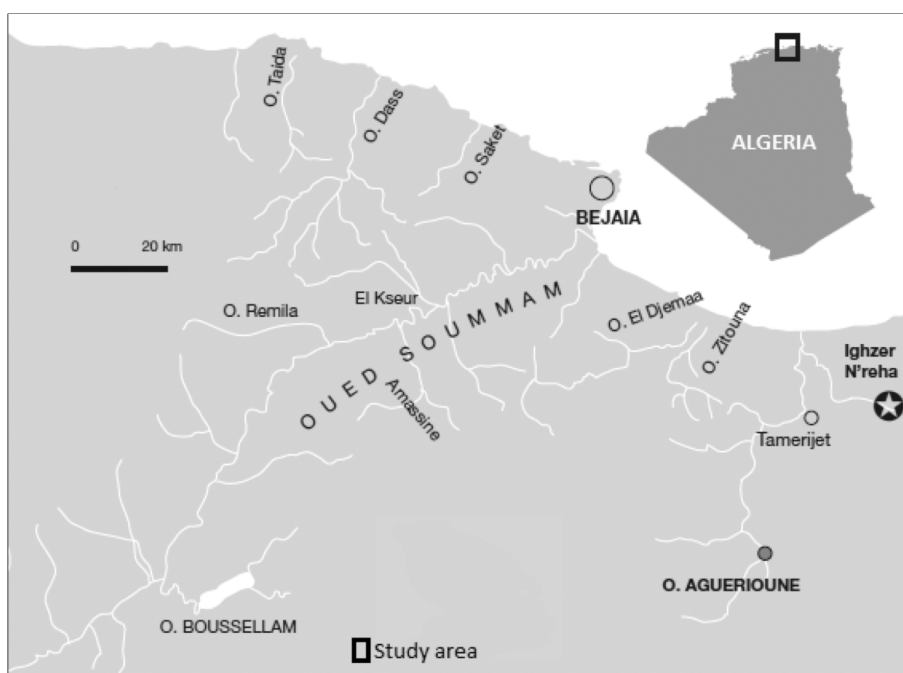 O. Taida
O. Dass
O. Saket
BEJAIA
ALGERIA
0 20 km
O. Remila
El Kseur
OUED SOUMMAM
Amassine
O. El Djemaa
O. Zitouna
Ighzer
N'reha
Tamerijet
O. AGUERIOUNE
O. BOUSSELLAM
Study area